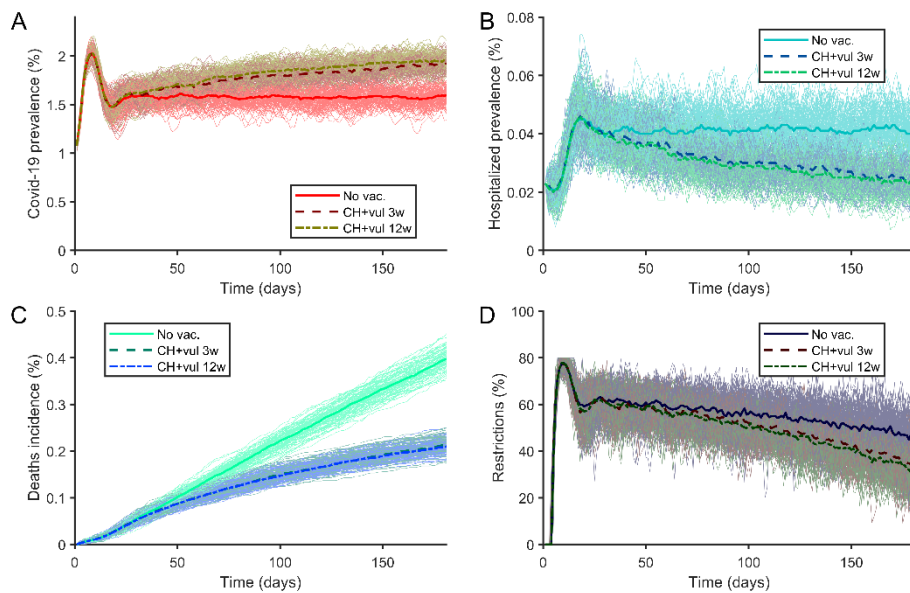 A
Covid-19 prevalence (%)
2
1.5
1
0.5
0
No vac.
CH+vul 3w
CH+vul 12w
0
50
100
150
Time (days)
B
Hospitalized prevalence (%)
0.08
0.06
0.04
0.02
0
No vac.
CH+vul 3w
CH+vul 12w
0
50
100
150
Time (days)
C
Deaths incidence (%)
0.5
0.4
0.3
0.2
0.1
0
No vac.
CH+vul 3w
CH+vul 12w
0
50
100
150
Time (days)
D
Restrictions (%)
100
80
60
40
20
0
No vac.
CH+vul 3w
CH+vul 12w
0
50
100
150
Time (days)